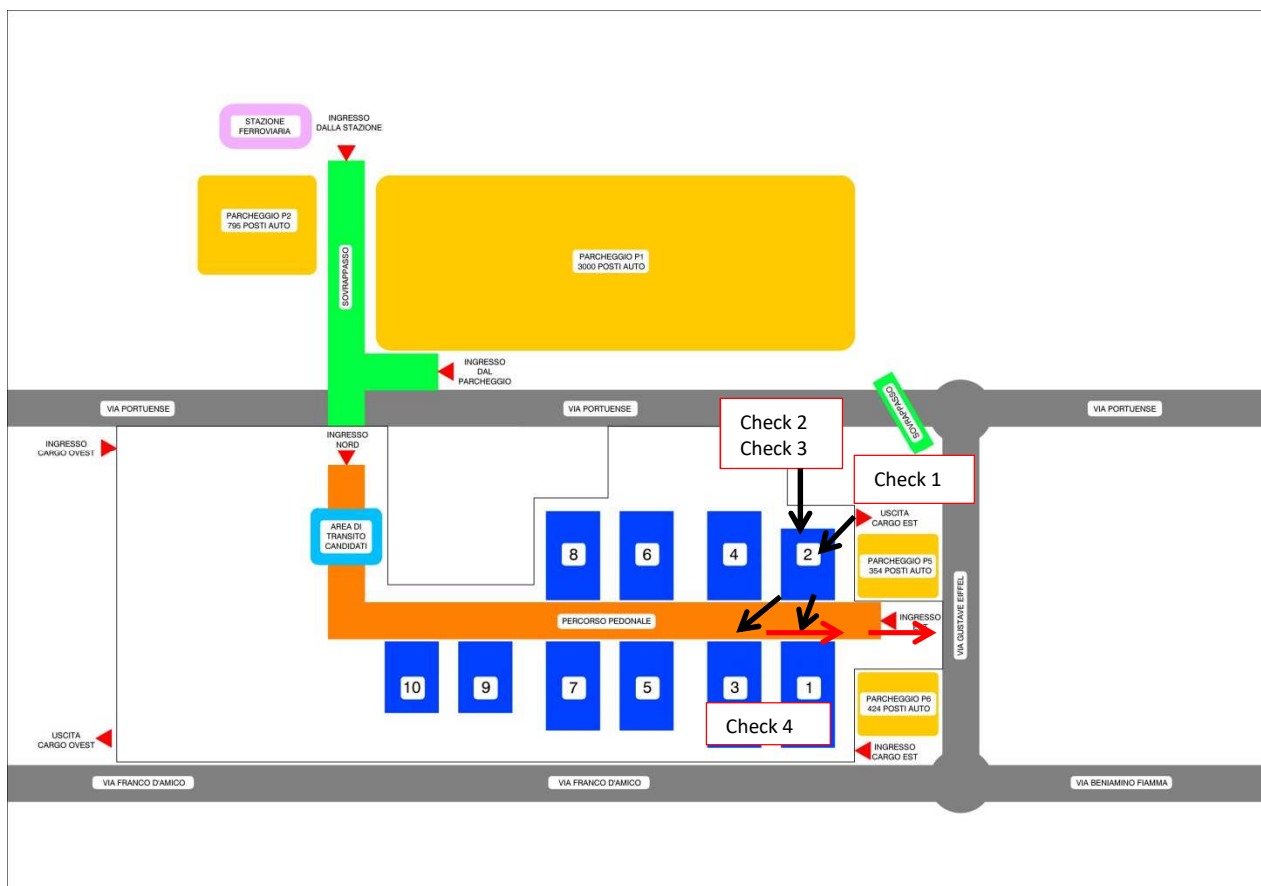 STAZIONE
FERROVIARIA
INGRESSO
DALLA STAZIONE
PARCHEGGIO P2
795 POSTI AUTO
SOVRAPPASSO
PARCHEGGIO P1
3000 POSTI AUTO
INGRESSO
DAL
PARCHEGGIO
VIA PORTUENSE
VIA PORTUENSE
SOVRAPPASSO
VIA PORTUENSE
INGRESSO
CARGO OVEST
INGRESSO
NORD
Check 2
Check 3
Check 1
AREA DI
TRANSITO
CANDIDATI
8
6
4
2
USCITA
CARGO EST
PARCHEGGIO P5
354 POSTI AUTO
PERCORSO PEDONALE
INGRESSO
VIA GUSTAVE EIFFEL
10
9
7
5
3
1
PARCHEGGIO P6
424 POSTI AUTO
Check 4
USCITA
CARGO OVEST
INGRESSO
CARGO EST
VIA FRANCO D'AMICO
VIA FRANCO D'AMICO
VIA BENIAMINO FIAMMA